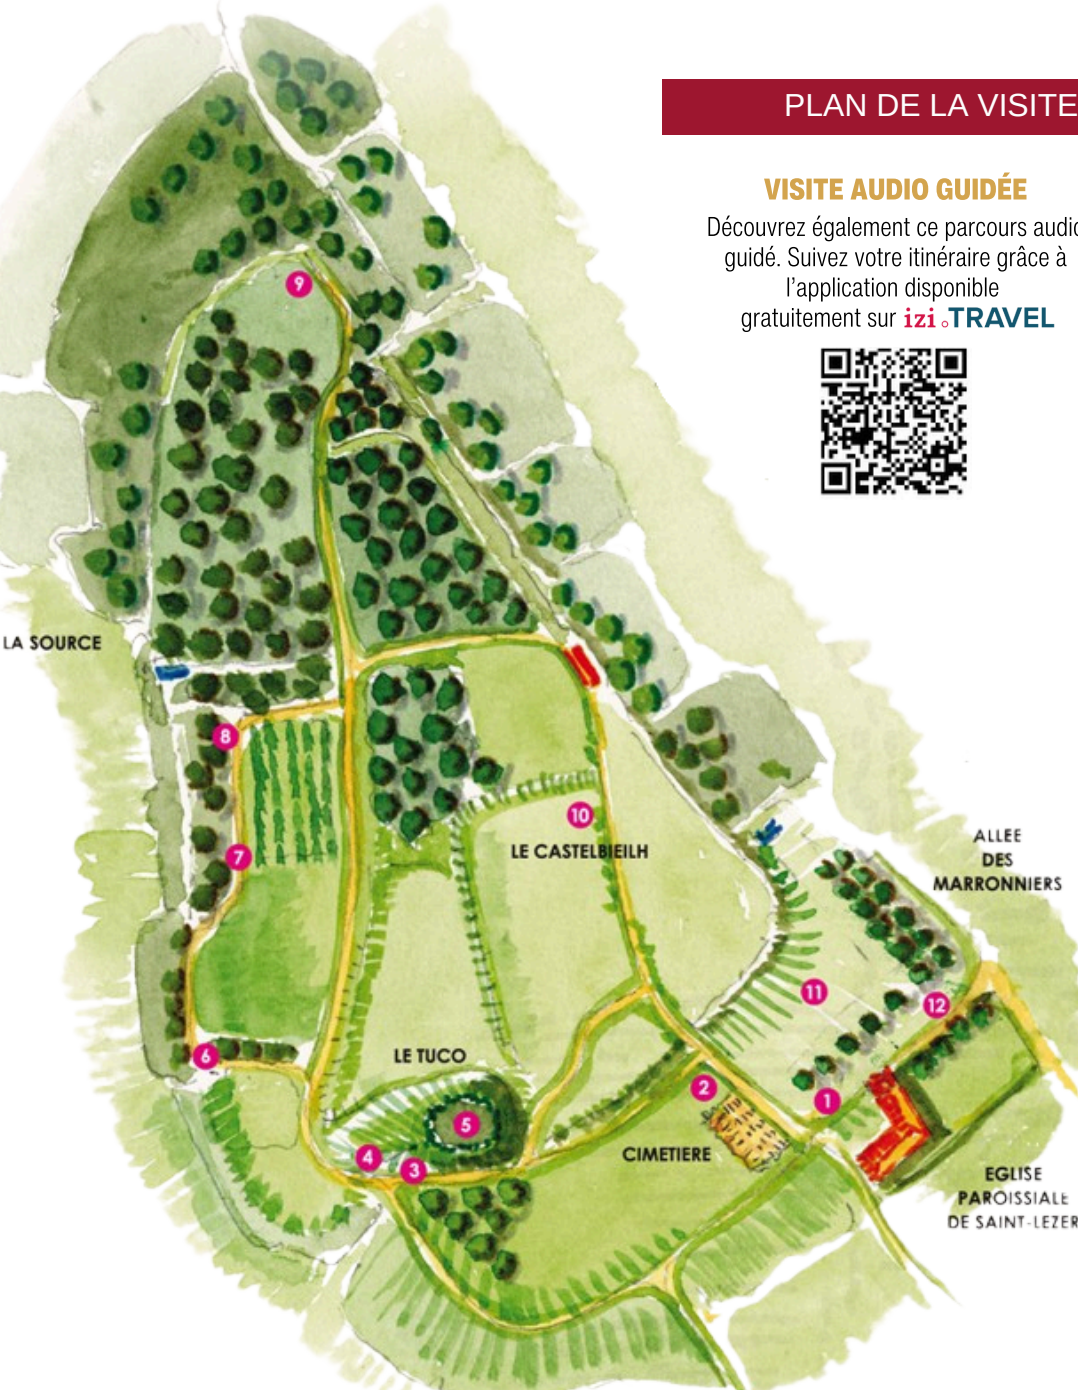 PLAN DE LA VISITE
VISITE AUDIO GUIDÉE
Découvrez également ce parcours audio
guidé. Suivez votre itinéraire grâce à
l'application disponible
gratuitement sur izi.TRAVEL
9
LA SOURCE
8
10
ALLEE
DES
MARRONNIERS
LE CASTELBIEILH
7
11
12
6
LE TUCO
2
1
5
4
3
CIMETIERE
EGLISE
PAROISSIALE
DE SAINT-LEZER